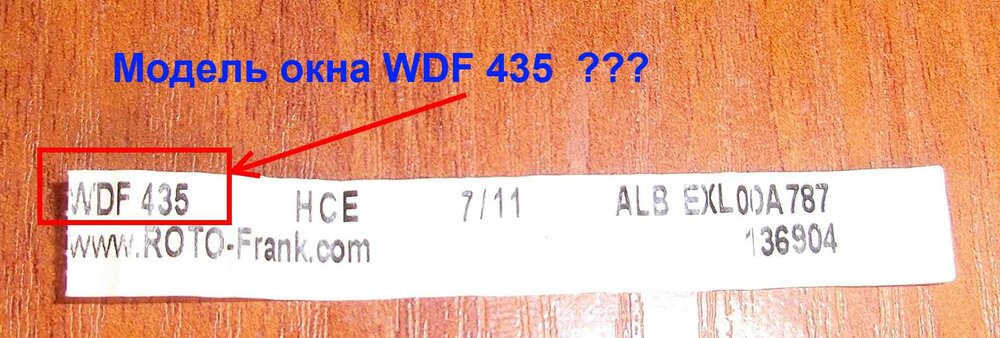 Модель окна WDF 435 ???
WDF 435 HCE 7/11 ALB EXL00A787
www.ROTO-Frank.com 136904